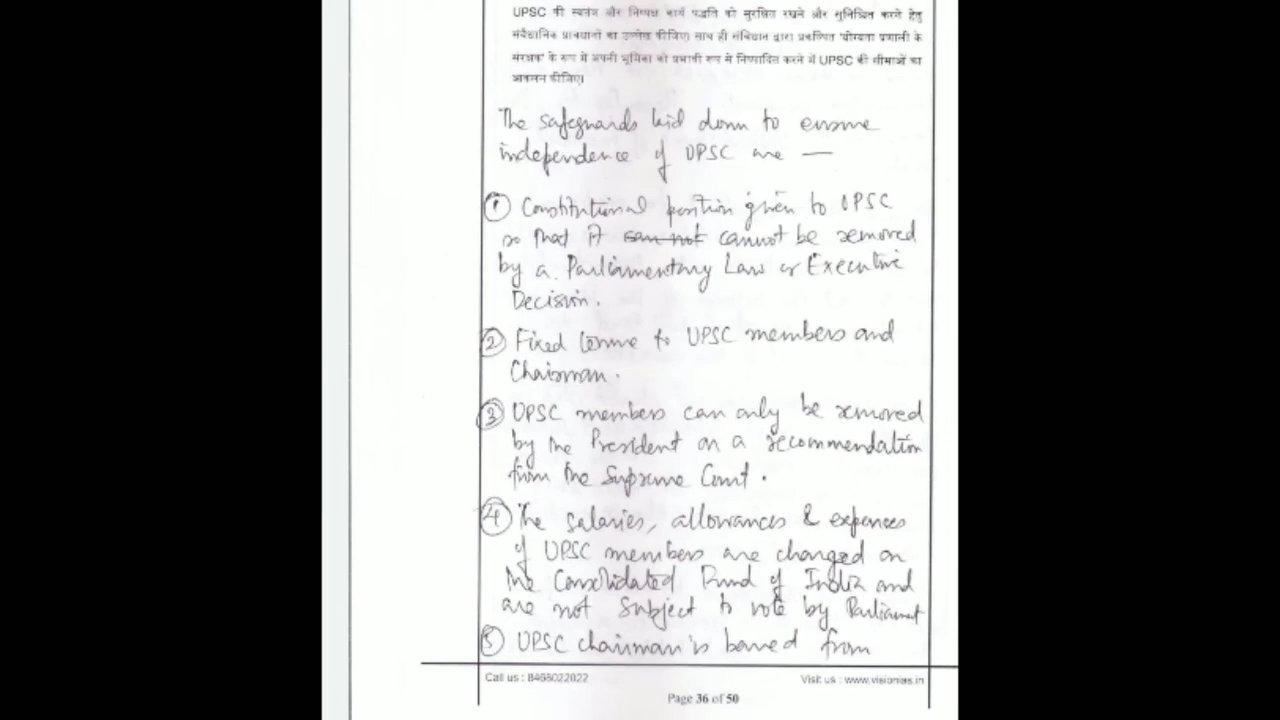 UPSC की स्वतंत्र और निष्पक्ष कार्य पद्धति को सुरक्षित रखने और सुनिश्चित करने हेतु
संवैधानिक प्रावधानों का उल्लेख कीजिए। साथ ही संविधान द्वारा प्रकल्पित 'योग्यता प्रणाली के
संरक्षक' के रूप में अपनी भूमिका को प्रभावी रूप से निष्पादित करने में UPSC की सीमाओं का
आकलन कीजिए।
The safeguards laid down to ensure
independence of UPSC are —
① Constitutional position given to UPSC
so that it can not cannot be removed
by a Parliamentary Law or Executive
Decision.
② Fixed tenure to UPSC members and
Chairman.
③ UPSC members can only be removed
by the President on a recommendation
from the Supreme Court.
④ The salaries, allowances & expenses
of UPSC members are charged on
the Consolidated Fund of India and
are not subject to vote by Parliament
⑤ UPSC chairman is barred from
Call us : 8468022022 Visit us : www.visionias.in
Page 36 of 50